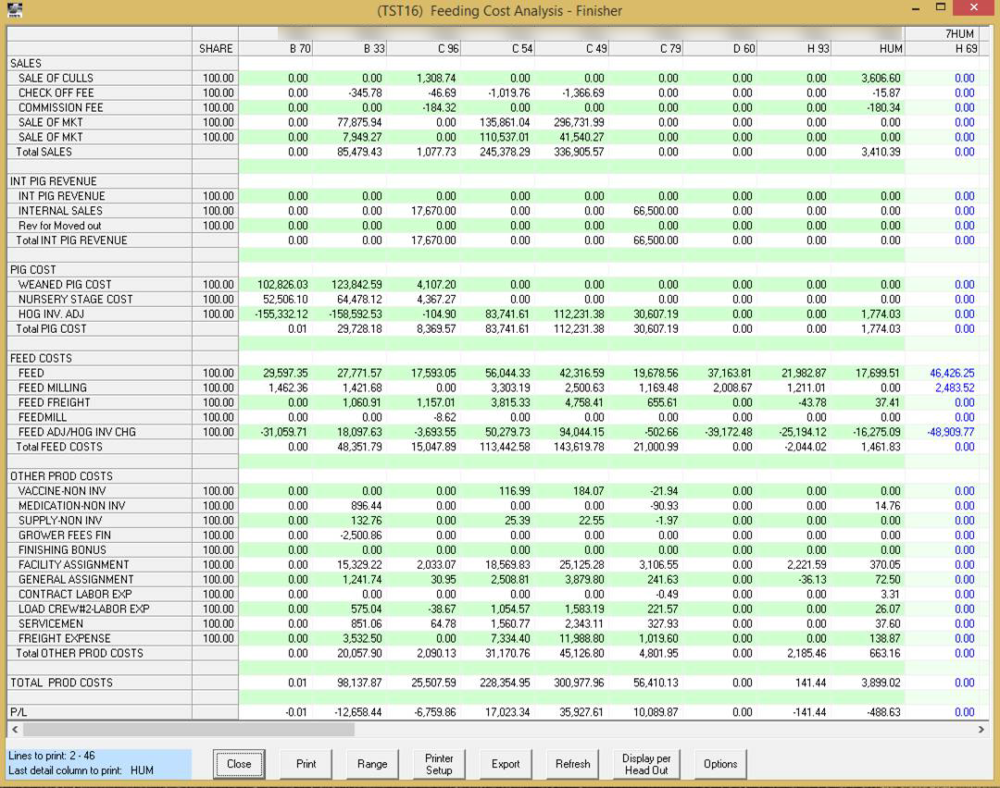 (TST16) Feeding Cost Analysis - Finisher
7HUM
SHARE B 70 B 33 C 96 C 54 C 49 C 79 D 60 H 93 HUM H 69
SALES
SALE OF CULLS 100.00 0.00 0.00 1,308.74 0.00 0.00 0.00 0.00 0.00 3,606.60 0.00
CHECK OFF FEE 100.00 0.00 -345.78 -46.69 -1,019.76 -1,366.69 0.00 0.00 0.00 -15.87 0.00
COMMISSION FEE 100.00 0.00 0.00 -184.32 0.00 0.00 0.00 0.00 0.00 -180.34 0.00
SALE OF MKT 100.00 0.00 77,875.94 0.00 135,861.04 296,731.99 0.00 0.00 0.00 0.00 0.00
SALE OF MKT 100.00 0.00 7,949.27 0.00 110,537.01 41,540.27 0.00 0.00 0.00 0.00 0.00
Total SALES 0.00 85,479.43 1,077.73 245,378.29 336,905.57 0.00 0.00 0.00 3,410.39 0.00
INT PIG REVENUE
INT PIG REVENUE 100.00 0.00 0.00 0.00 0.00 0.00 0.00 0.00 0.00 0.00 0.00
INTERNAL SALES 100.00 0.00 0.00 17,670.00 0.00 0.00 66,500.00 0.00 0.00 0.00 0.00
Rev for Moved out 100.00 0.00 0.00 0.00 0.00 0.00 0.00 0.00 0.00 0.00 0.00
Total INT PIG REVENUE 0.00 0.00 17,670.00 0.00 0.00 66,500.00 0.00 0.00 0.00 0.00
PIG COST
WEANED PIG COST 100.00 102,826.03 123,842.59 4,107.20 0.00 0.00 0.00 0.00 0.00 0.00 0.00
NURSERY STAGE COST 100.00 52,506.10 64,478.12 4,367.27 0.00 0.00 0.00 0.00 0.00 0.00 0.00
HOG INV. ADJ 100.00 -155,332.12 -158,592.53 -104.90 83,741.61 112,231.38 30,607.19 0.00 0.00 1,774.03 0.00
Total PIG COST 0.01 29,728.18 8,369.57 83,741.61 112,231.38 30,607.19 0.00 0.00 1,774.03 0.00
FEED COSTS
FEED 100.00 29,597.35 27,771.57 17,593.05 56,044.33 42,316.59 19,678.56 37,163.81 21,982.87 17,699.51 46,426.25
FEED MILLING 100.00 1,462.36 1,421.68 0.00 3,303.19 2,500.63 1,169.48 2,008.67 1,211.01 0.00 2,483.52
FEED FREIGHT 100.00 0.00 1,060.91 1,157.01 3,815.33 4,758.41 655.61 0.00 -43.78 37.41 0.00
FEEDMILL 100.00 0.00 0.00 -8.62 0.00 0.00 0.00 0.00 0.00 0.00 0.00
FEED ADJ/HOG INV CHG 100.00 -31,059.71 18,097.63 -3,693.55 50,279.73 94,044.15 -502.66 -39,172.48 -25,194.12 -16,275.09 -48,909.77
Total FEED COSTS 0.00 48,351.79 15,047.89 113,442.58 143,619.78 21,000.99 0.00 -2,044.02 1,461.83 0.00
OTHER PROD COSTS
VACCINE-NON INV 100.00 0.00 0.00 0.00 116.99 184.07 -21.94 0.00 0.00 0.00 0.00
MEDICATION-NON INV 100.00 0.00 896.44 0.00 0.00 0.00 -90.93 0.00 0.00 14.76 0.00
SUPPLY-NON INV 100.00 0.00 132.76 0.00 25.39 22.55 -1.97 0.00 0.00 0.00 0.00
GROWER FEES FIN 100.00 0.00 -2,500.86 0.00 0.00 0.00 0.00 0.00 0.00 0.00 0.00
FINISHING BONUS 100.00 0.00 0.00 0.00 0.00 0.00 0.00 0.00 0.00 0.00 0.00
FACILITY ASSIGNMENT 100.00 0.00 15,329.22 2,033.07 18,569.83 25,125.28 3,106.55 0.00 2,221.59 370.05 0.00
GENERAL ASSIGNMENT 100.00 0.00 1,241.74 30.95 2,508.81 3,879.80 241.63 0.00 -36.13 72.50 0.00
CONTRACT LABOR EXP 100.00 0.00 0.00 0.00 0.00 0.00 -0.49 0.00 0.00 3.31 0.00
LOAD CREW#2-LABOR EXP 100.00 0.00 575.04 -38.67 1,054.57 1,583.19 221.57 0.00 0.00 26.07 0.00
SERVICEMEN 100.00 0.00 851.06 64.78 1,560.77 2,343.11 327.93 0.00 0.00 37.60 0.00
FREIGHT EXPENSE 100.00 0.00 3,532.50 0.00 7,334.40 11,988.80 1,019.60 0.00 0.00 138.87 0.00
Total OTHER PROD COSTS 0.00 20,057.90 2,090.13 31,170.76 45,126.80 4,801.95 0.00 2,185.46 663.16 0.00
TOTAL PROD COSTS 0.01 98,137.87 25,507.59 228,354.95 300,977.96 56,410.13 0.00 141.44 3,899.02 0.00
P/L -0.01 -12,658.44 -6,759.86 17,023.34 35,927.61 10,089.87 0.00 -141.44 -488.63 0.00
Lines to print: 2 - 46
Last detail column to print: HUM
Close Print Range Printer Setup Export Refresh Display per Head Out Options